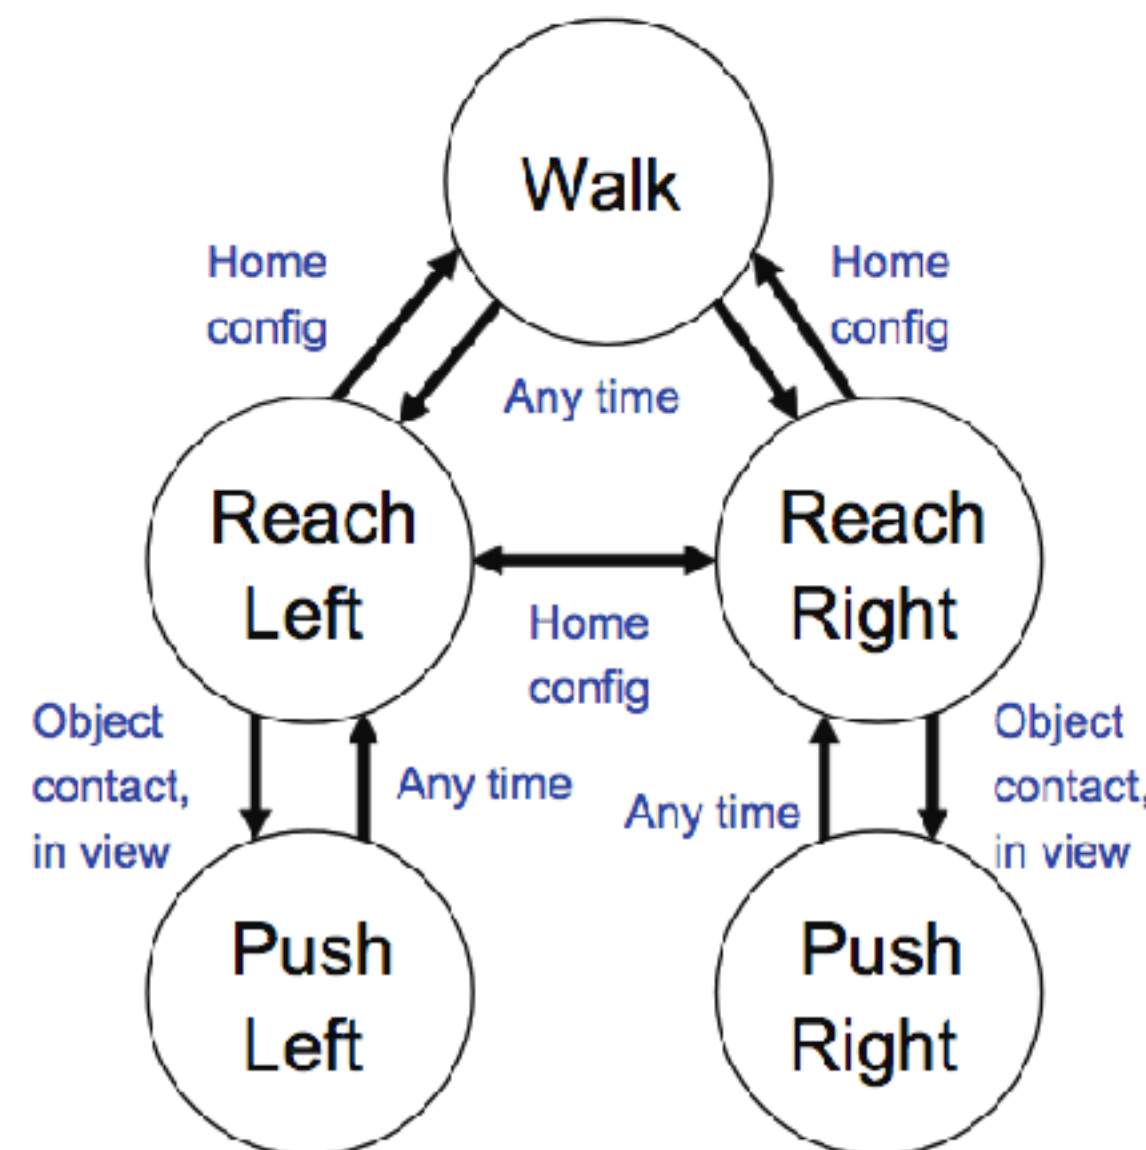 Walk
Home
config
Home
config
Any time
Reach
Left
Reach
Right
Home
config
Object
contact,
in view
Any time
Any time
Object
contact,
in view
Push
Left
Push
Right